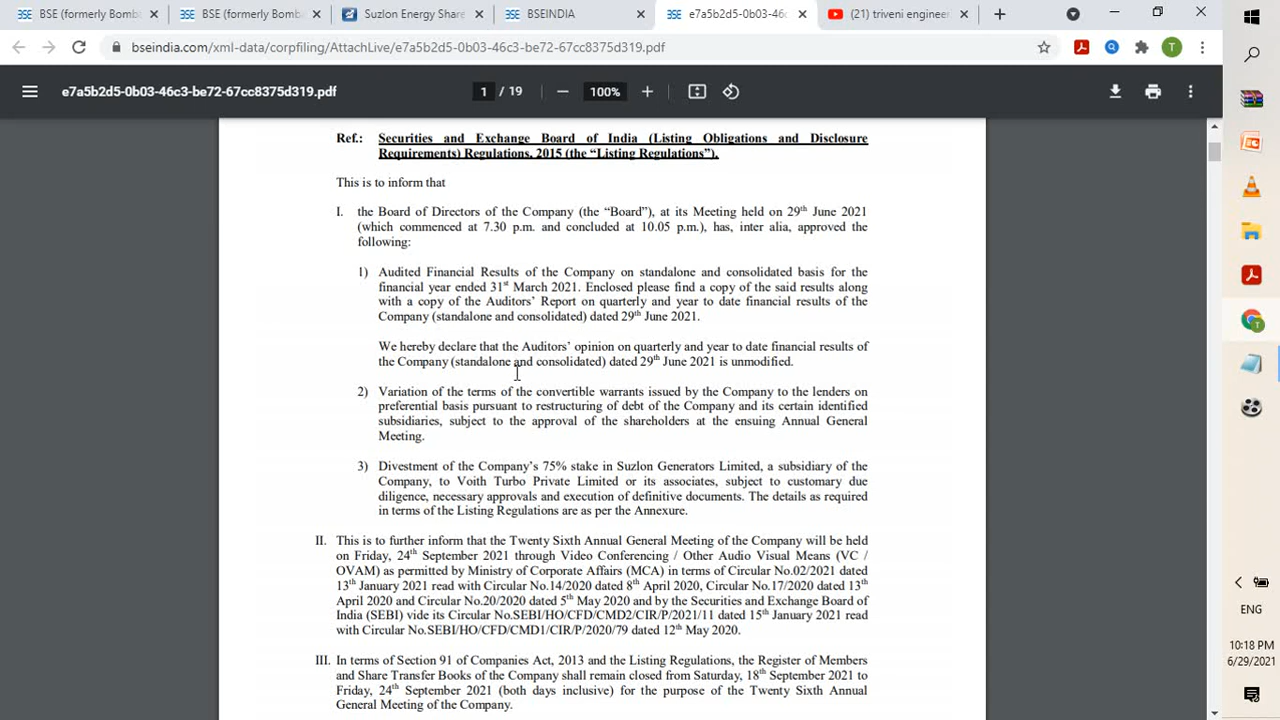 BSE (formerly Bomb
BSE (formerly Bomb
Suzlon Energy Share
BSEINDIA
e7a5b2d5-0b03-46
(21) triveni engineer
bseindia.com/xml-data/corpfiling/AttachLive/e7a5b2d5-0b03-46c3-be72-67cc8375d319.pdf
T
e7a5b2d5-0b03-46c3-be72-67cc8375d319.pdf
1 / 19
100%
Ref.: Securities and Exchange Board of India (Listing Obligations and Disclosure
Requirements) Regulations, 2015 (the “Listing Regulations”).
This is to inform that
I. the Board of Directors of the Company (the “Board”), at its Meeting held on 29th June 2021
(which commenced at 7.30 p.m. and concluded at 10.05 p.m.), has, inter alia, approved the
following:
1) Audited Financial Results of the Company on standalone and consolidated basis for the
financial year ended 31st March 2021. Enclosed please find a copy of the said results along
with a copy of the Auditors’ Report on quarterly and year to date financial results of the
Company (standalone and consolidated) dated 29th June 2021.
We hereby declare that the Auditors’ opinion on quarterly and year to date financial results of
the Company (standalone and consolidated) dated 29th June 2021 is unmodified.
2) Variation of the terms of the convertible warrants issued by the Company to the lenders on
preferential basis pursuant to restructuring of debt of the Company and its certain identified
subsidiaries, subject to the approval of the shareholders at the ensuing Annual General
Meeting.
3) Divestment of the Company’s 75% stake in Suzlon Generators Limited, a subsidiary of the
Company, to Voith Turbo Private Limited or its associates, subject to customary due
diligence, necessary approvals and execution of definitive documents. The details as required
in terms of the Listing Regulations are as per the Annexure.
II. This is to further inform that the Twenty Sixth Annual General Meeting of the Company will be held
on Friday, 24th September 2021 through Video Conferencing / Other Audio Visual Means (VC /
OVAM) as permitted by Ministry of Corporate Affairs (MCA) in terms of Circular No.02/2021 dated
13th January 2021 read with Circular No.14/2020 dated 8th April 2020, Circular No.17/2020 dated 13th
April 2020 and Circular No.20/2020 dated 5th May 2020 and by the Securities and Exchange Board of
India (SEBI) vide its Circular No.SEBI/HO/CFD/CMD2/CIR/P/2021/11 dated 15th January 2021 read
with Circular No.SEBI/HO/CFD/CMD1/CIR/P/2020/79 dated 12th May 2020.
III. In terms of Section 91 of Companies Act, 2013 and the Listing Regulations, the Register of Members
and Share Transfer Books of the Company shall remain closed from Saturday, 18th September 2021 to
Friday, 24th September 2021 (both days inclusive) for the purpose of the Twenty Sixth Annual
General Meeting of the Company.
ENG
10:18 PM
6/29/2021